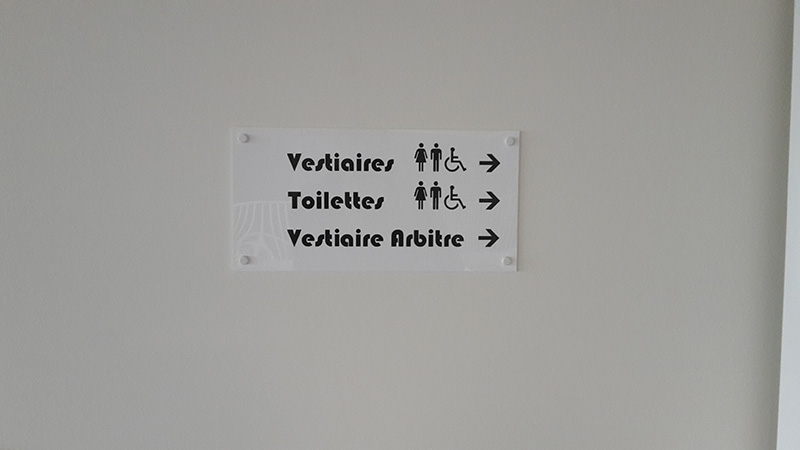 Vestiaires →
Toilettes →
Vestiaire Arbitre →